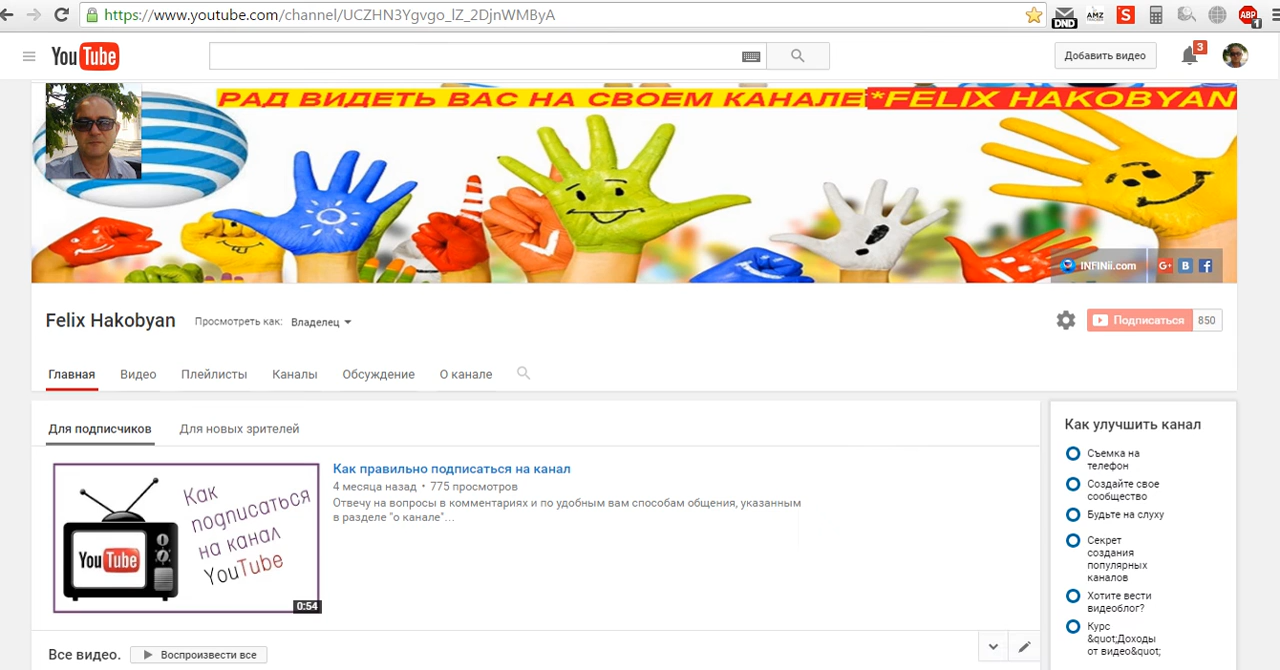 https://www.youtube.com/channel/UCZHN3Ygvgo_lZ_2DjnWMByA
DND
AMZ
S
ABP
1
YouTube
Добавить видео
3
РАД ВИДЕТЬ ВАС НА СВОЕМ КАНАЛЕ *FELIX HAKOBYAN
INFINii.com
G+ B f
Felix Hakobyan
Просмотреть как: Владелец
Подписаться 850
Главная Видео Плейлисты Каналы Обсуждение О канале
Для подписчиков Для новых зрителей
Как
подписаться
на канал
YouTube
YouTube
0:54
Как правильно подписаться на канал
4 месяца назад • 775 просмотров
Отвечу на вопросы в комментариях и по удобным вам способам общения, указанным
в разделе "о канале"...
Все видео. Воспроизвести все
Как улучшить канал
Съемка на
телефон
Создайте свое
сообщество
Будьте на слуху
Секрет
создания
популярных
каналов
Хотите вести
видеоблог?
Курс
&quot;Доходы
от видео&quot;